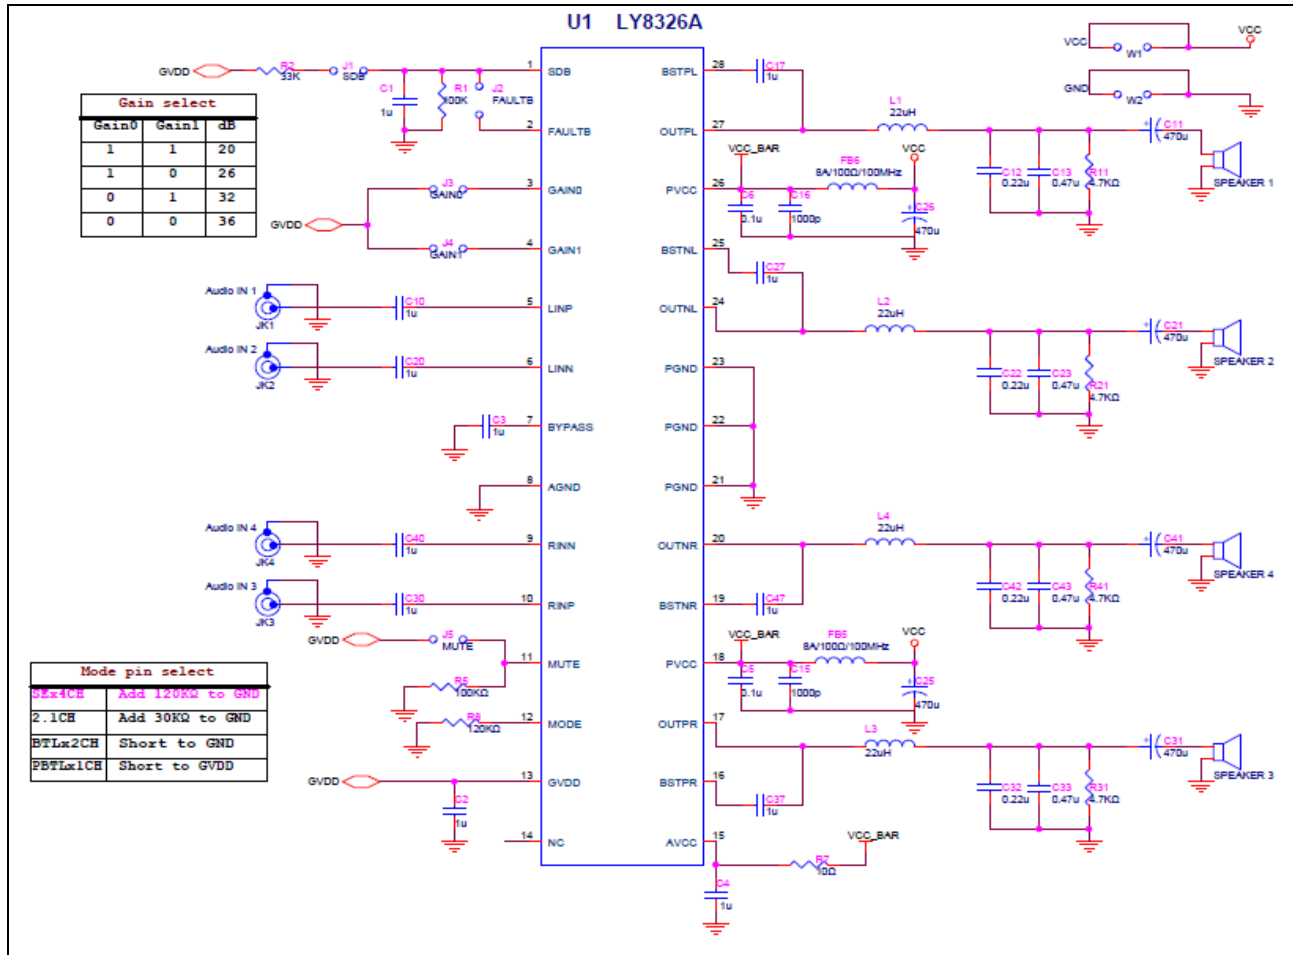 U1 LY8326A
GVDD
R2
33K
J1
SDB
C1
1u
R1
100K
J2
FAULTB
1 SDB
2 FAULTB
3 GAIN0
4 GAIN1
5 LINP
6 LINN
7 BYPASS
8 AGND
9 RINN
10 RINP
11 MUTE
12 MODE
13 GVDD
14 NC
Gain select
Gain0 Gain1 dB
1 1 20
1 0 26
0 1 32
0 0 36
GVDD
J3
GAIN0
J4
GAIN1
Audio IN 1
JK1
C10
1u
Audio IN 2
JK2
C20
1u
C3
1u
Audio IN 4
JK4
C40
1u
Audio IN 3
JK3
C30
1u
GVDD
J5
MUTE
R5
100KΩ
R8
120KΩ
Mode pin select
SEx4CH Add 120KΩ to GND
2.1CH Add 30KΩ to GND
BTLx2CH Short to GND
PBTLx1CH Short to GVDD
GVDD
C2
1u
BSTPL 28
OUTPL 27
PVCC 26
BSTNL 25
OUTNL 24
PGND 23
PGND 22
PGND 21
OUTNR 20
BSTNR 19
PVCC 18
OUTPR 17
BSTPR 16
AVCC 15
VCC
W1
VCC
GND
W2
C17
1u
L1
22uH
C12
0.22u
C13
0.47u
R11
4.7KΩ
C11
470u
SPEAKER 1
VCC_BAR
FB6
8A/100Ω/100MHz
VCC
C6
0.1u
C16
1000p
C26
470u
C27
1u
L2
22uH
C22
0.22u
C23
0.47u
R21
4.7KΩ
C21
470u
SPEAKER 2
L4
22uH
C47
1u
C42
0.22u
C43
0.47u
R41
4.7KΩ
C41
470u
SPEAKER 4
VCC_BAR
FB5
8A/100Ω/100MHz
VCC
C5
0.1u
C15
1000p
C25
470u
L3
22uH
C37
1u
C32
0.22u
C33
0.47u
R31
4.7KΩ
C31
470u
SPEAKER 3
VCC_BAR
R7
10Ω
C4
1u